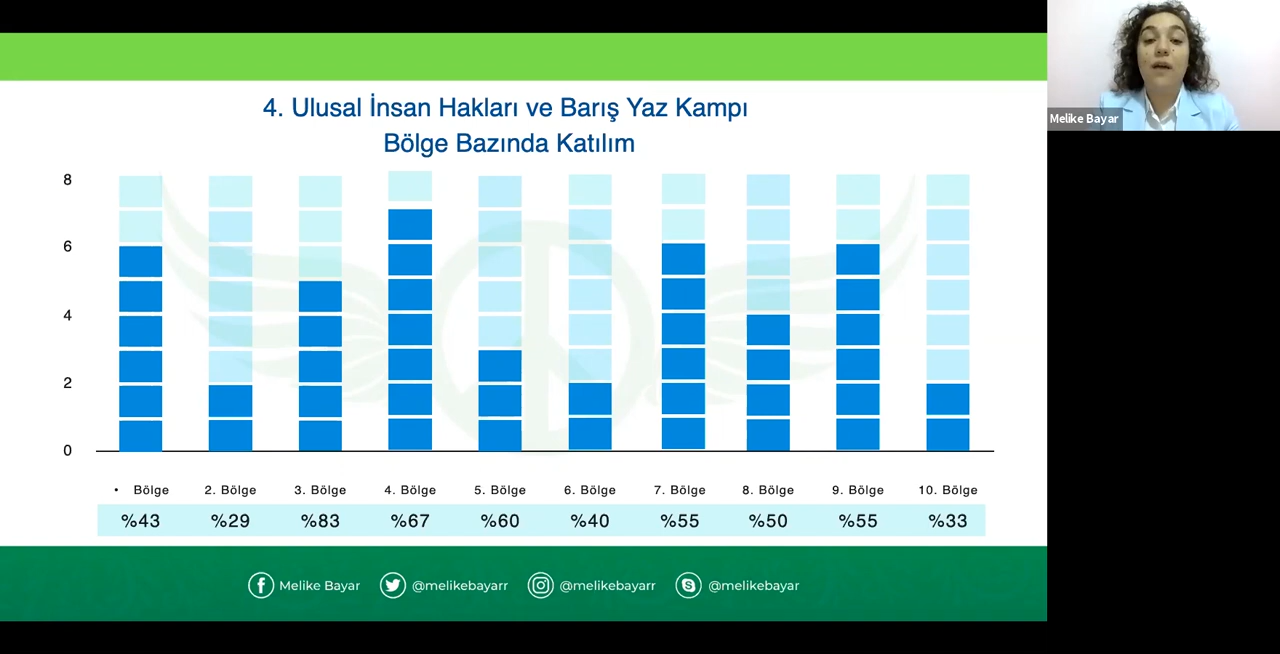 4. Ulusal İnsan Hakları ve Barış Yaz Kampı
Bölge Bazında Katılım
Melike Bayar
8
6
4
2
0
• Bölge 2. Bölge 3. Bölge 4. Bölge 5. Bölge 6. Bölge 7. Bölge 8. Bölge 9. Bölge 10. Bölge
%43 %29 %83 %67 %60 %40 %55 %50 %55 %33
Melike Bayar @melikebayarr @melikebayarr @melikebayar